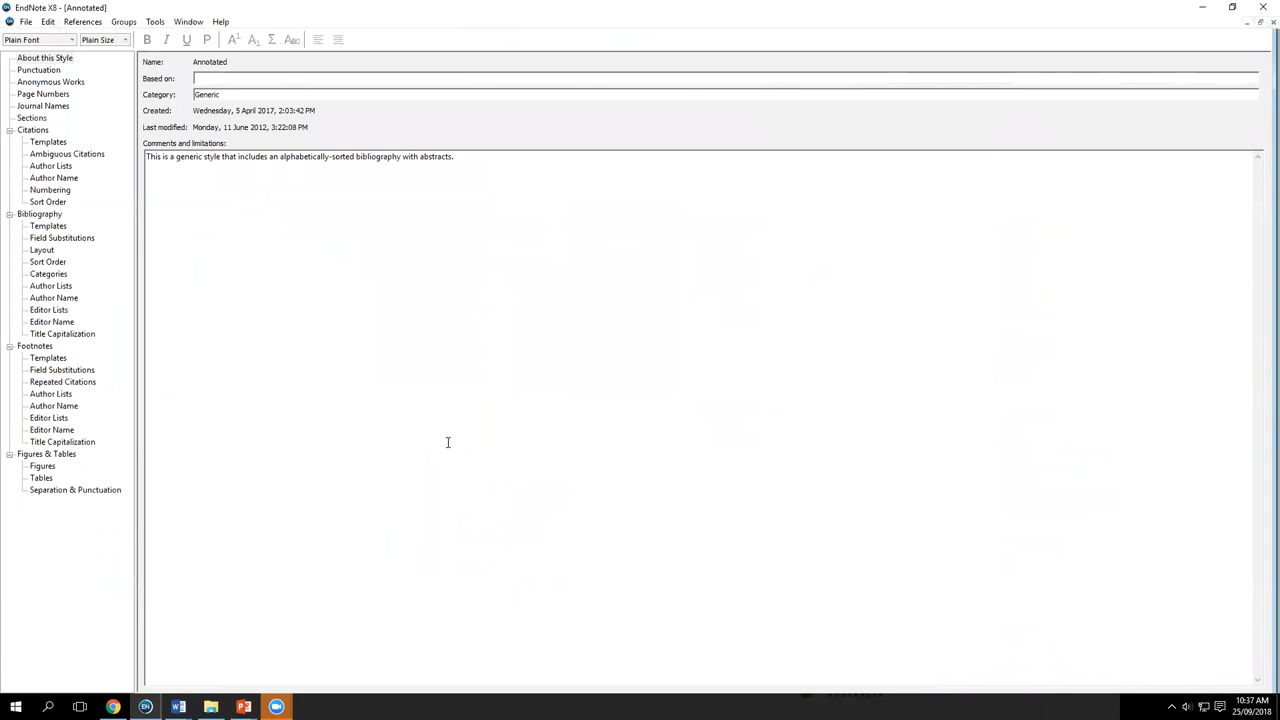 EndNote X8 - [Annotated]
File Edit References Groups Tools Window Help
Plain Font Plain Size B I U P A¹ A₁ Σ Abc
About this Style
Punctuation
Anonymous Works
Page Numbers
Journal Names
Sections
Citations
Templates
Ambiguous Citations
Author Lists
Author Name
Numbering
Sort Order
Bibliography
Templates
Field Substitutions
Layout
Sort Order
Categories
Author Lists
Author Name
Editor Lists
Editor Name
Title Capitalization
Footnotes
Templates
Field Substitutions
Repeated Citations
Author Lists
Author Name
Editor Lists
Editor Name
Title Capitalization
Figures & Tables
Figures
Tables
Separation & Punctuation
Name: Annotated
Based on:
Category: Generic
Created: Wednesday, 5 April 2017, 2:03:42 PM
Last modified: Monday, 11 June 2012, 3:22:08 PM
Comments and limitations:
This is a generic style that includes an alphabetically-sorted bibliography with abstracts.
10:37 AM
25/09/2018